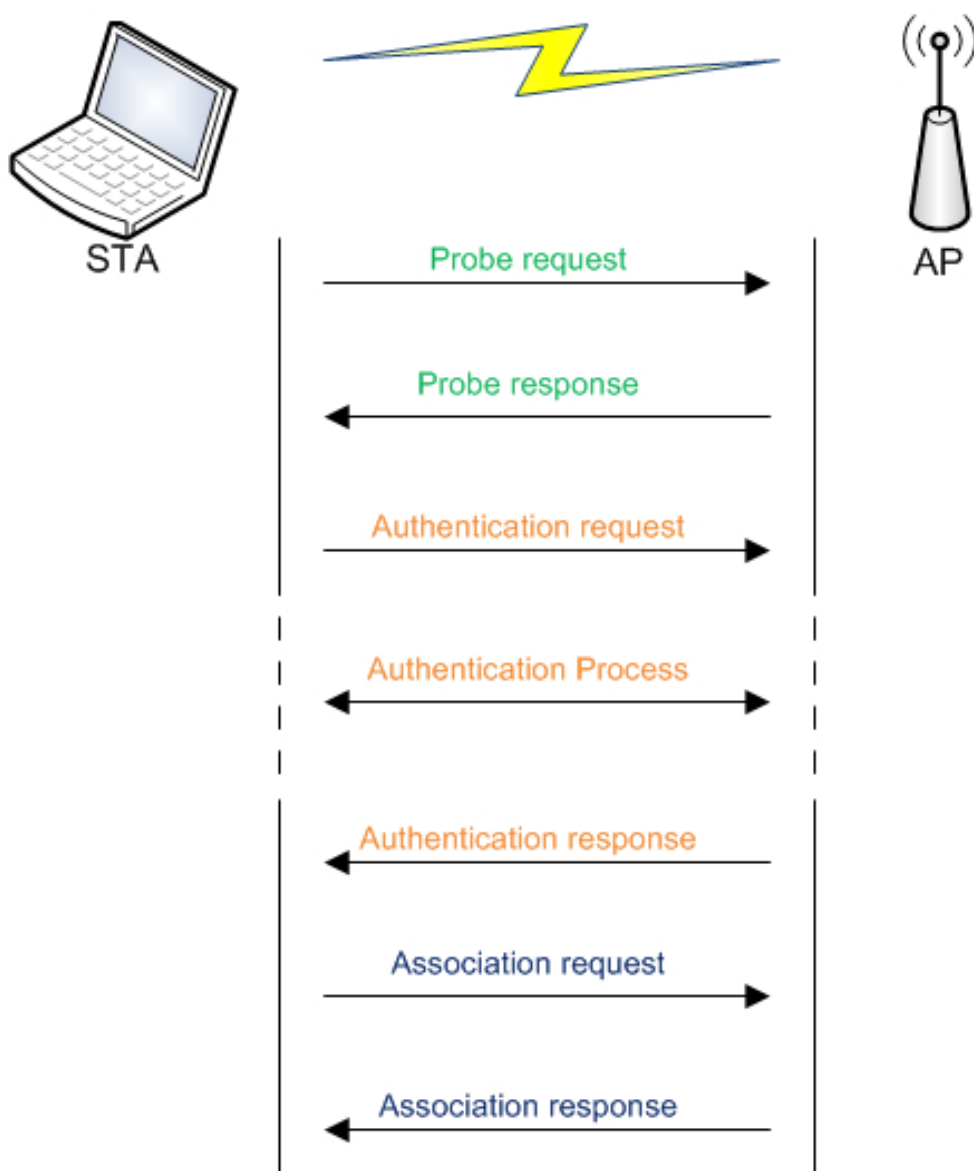 STA
AP
Probe request
Probe response
Authentication request
Authentication Process
Authentication response
Association request
Association response